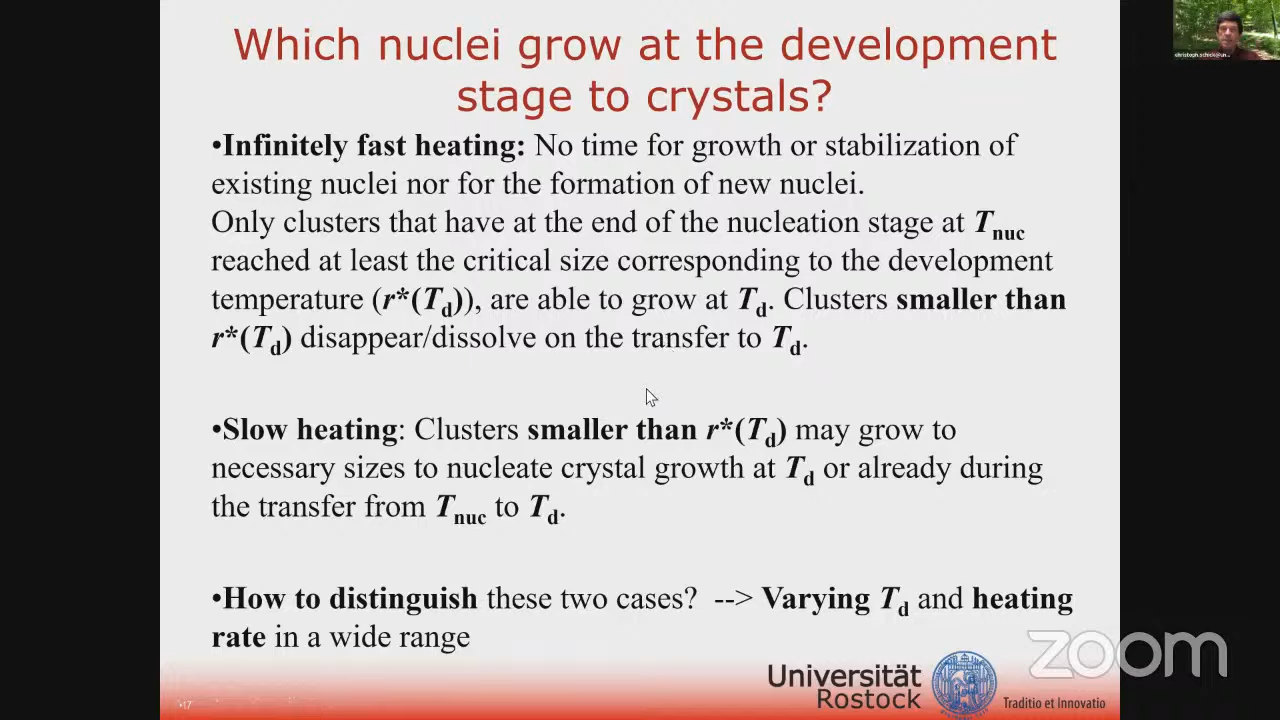 Which nuclei grow at the development
stage to crystals?
•Infinitely fast heating: No time for growth or stabilization of
existing nuclei nor for the formation of new nuclei.
Only clusters that have at the end of the nucleation stage at Tnuc
reached at least the critical size corresponding to the development
temperature (r*(Td)), are able to grow at Td. Clusters smaller than
r*(Td) disappear/dissolve on the transfer to Td.
•Slow heating: Clusters smaller than r*(Td) may grow to
necessary sizes to nucleate crystal growth at Td or already during
the transfer from Tnuc to Td.
•How to distinguish these two cases? --> Varying Td and heating
rate in a wide range
zoom
Universität
Rostock
Traditio et Innovatio
•17